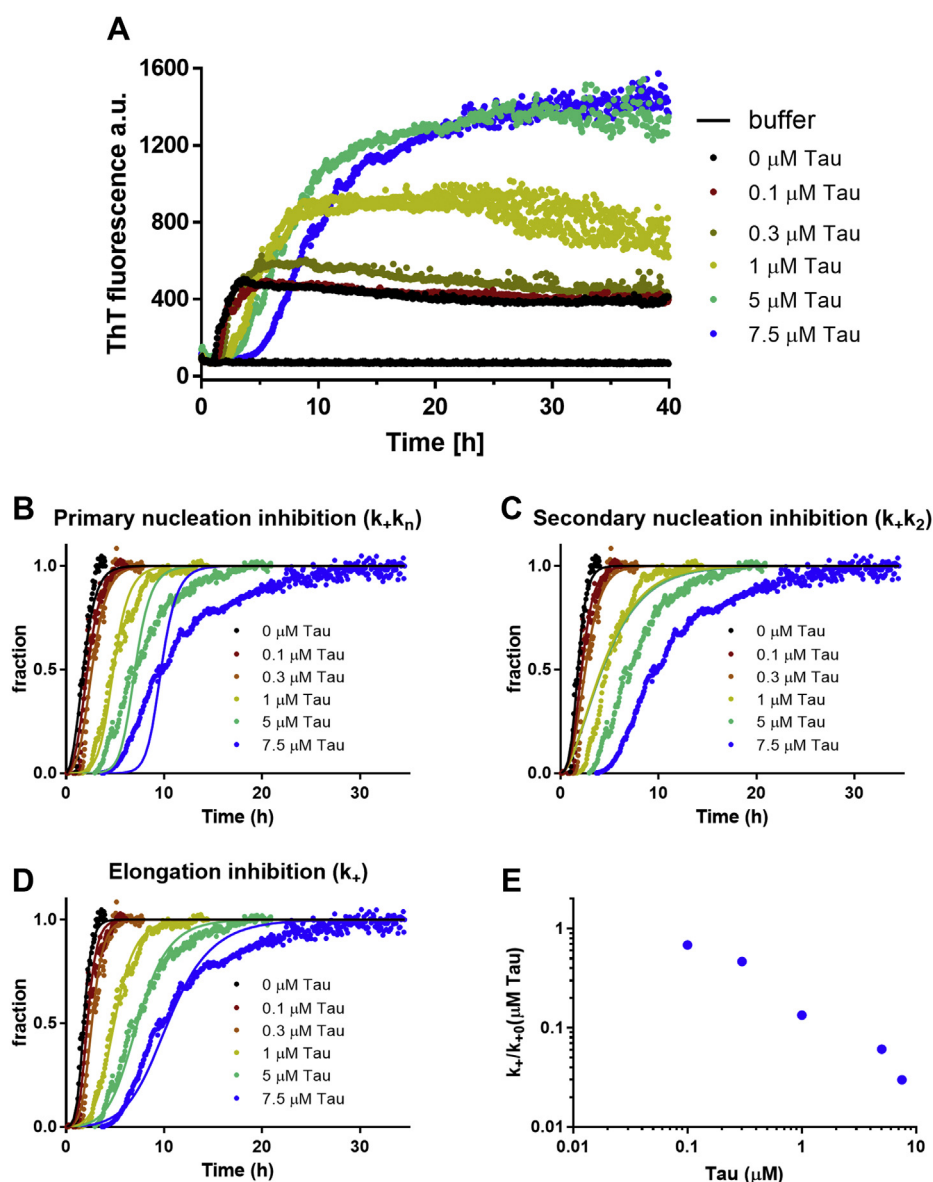 A
ThT fluorescence a.u.
1600
1200
800
400
0
0 10 20 30 40
Time [h]
buffer
0 μM Tau
0.1 μM Tau
0.3 μM Tau
1 μM Tau
5 μM Tau
7.5 μM Tau
B
Primary nucleation inhibition (k+kn)
fraction
1.0
0.5
0.0
0 10 20 30
Time (h)
0 μM Tau
0.1 μM Tau
0.3 μM Tau
1 μM Tau
5 μM Tau
7.5 μM Tau
C
Secondary nucleation inhibition (k+k2)
fraction
1.0
0.5
0.0
0 10 20 30
Time (h)
0 μM Tau
0.1 μM Tau
0.3 μM Tau
1 μM Tau
5 μM Tau
7.5 μM Tau
D
Elongation inhibition (k+)
fraction
1.0
0.5
0.0
0 10 20 30
Time (h)
0 μM Tau
0.1 μM Tau
0.3 μM Tau
1 μM Tau
5 μM Tau
7.5 μM Tau
E
k+/k+0(μM Tau)
1
0.1
0.01
0.01 0.1 1 10
Tau (μM)